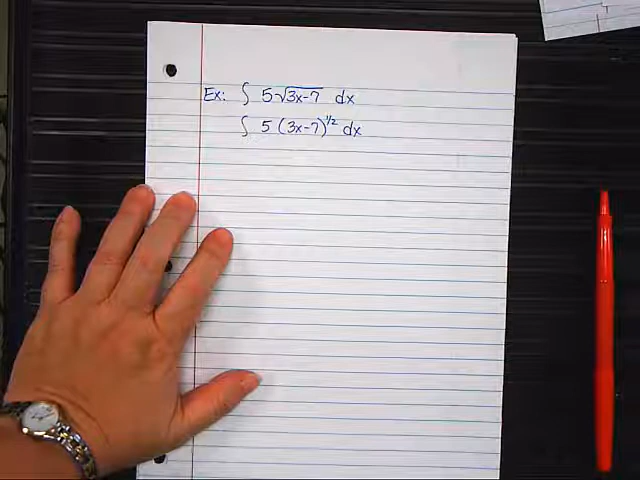 Ex: ∫ 5√3x-7 dx
∫ 5 (3x-7)^1/2 dx